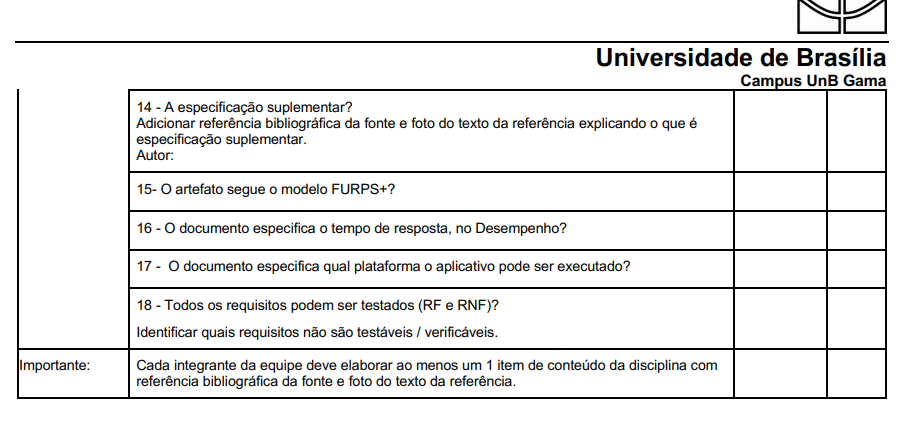 Universidade de Brasília
Campus UnB Gama
14 - A especificação suplementar?
Adicionar referência bibliográfica da fonte e foto do texto da referência explicando o que é
especificação suplementar.
Autor:
15- O artefato segue o modelo FURPS+?
16 - O documento especifica o tempo de resposta, no Desempenho?
17 -  O documento especifica qual plataforma o aplicativo pode ser executado?
18 - Todos os requisitos podem ser testados (RF e RNF)?
Identificar quais requisitos não são testáveis / verificáveis.
Importante:
Cada integrante da equipe deve elaborar ao menos um 1 item de conteúdo da disciplina com
referência bibliográfica da fonte e foto do texto da referência.